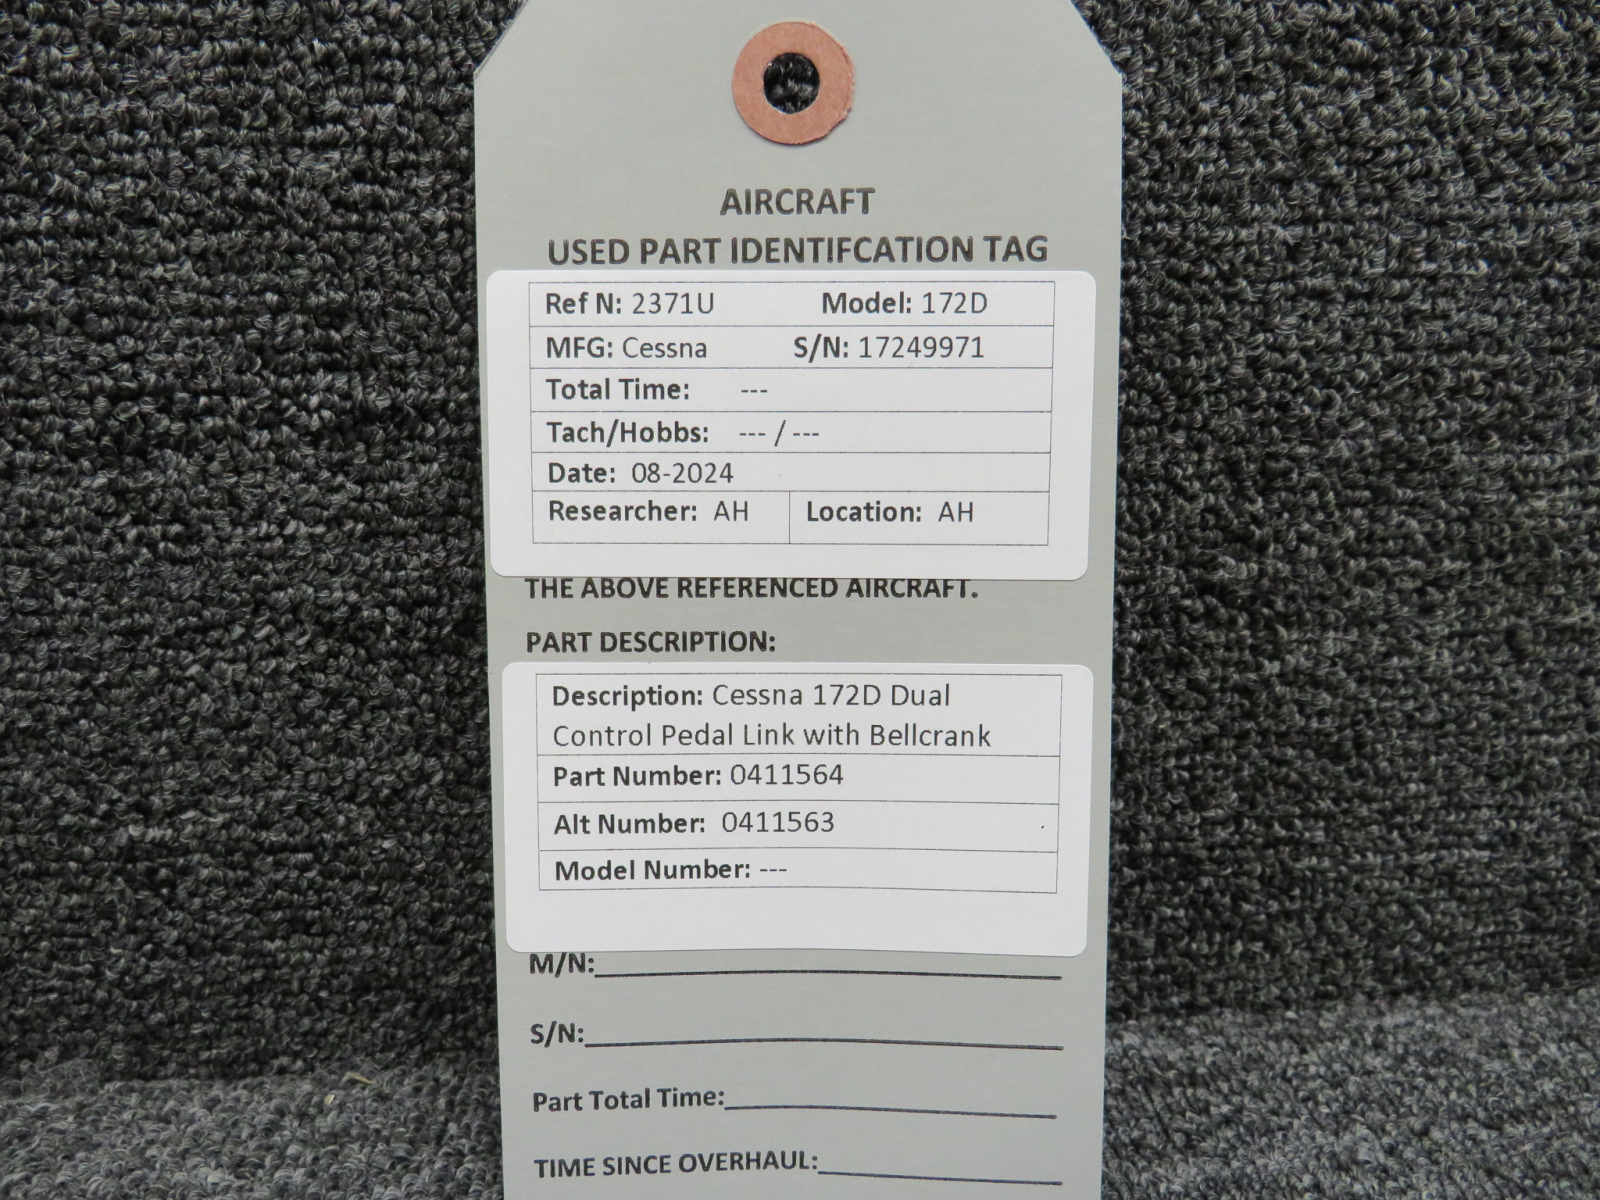 AIRCRAFT
USED PART IDENTIFCATION TAG
Ref N: 2371U Model: 172D
MFG: Cessna S/N: 17249971
Total Time: ---
Tach/Hobbs: --- / ---
Date: 08-2024
Researcher: AH Location: AH
THE ABOVE REFERENCED AIRCRAFT.
PART DESCRIPTION:
Description: Cessna 172D Dual
Control Pedal Link with Bellcrank
Part Number: 0411564
Alt Number: 0411563
Model Number: ---
M/N:
S/N:
Part Total Time:
TIME SINCE OVERHAUL: